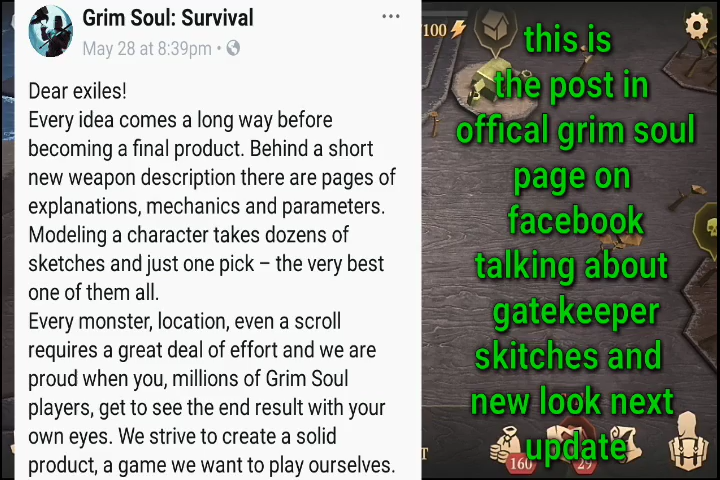 Grim Soul: Survival
May 28 at 8:39pm •
Dear exiles!
Every idea comes a long way before
becoming a final product. Behind a short
new weapon description there are pages of
explanations, mechanics and parameters.
Modeling a character takes dozens of
sketches and just one pick – the very best
one of them all.
Every monster, location, even a scroll
requires a great deal of effort and we are
proud when you, millions of Grim Soul
players, get to see the end result with your
own eyes. We strive to create a solid
product, a game we want to play ourselves.
100
this is
the post in
offical grim soul
page on
facebook
talking about
gatekeeper
skitches and
new look next
update
160
29